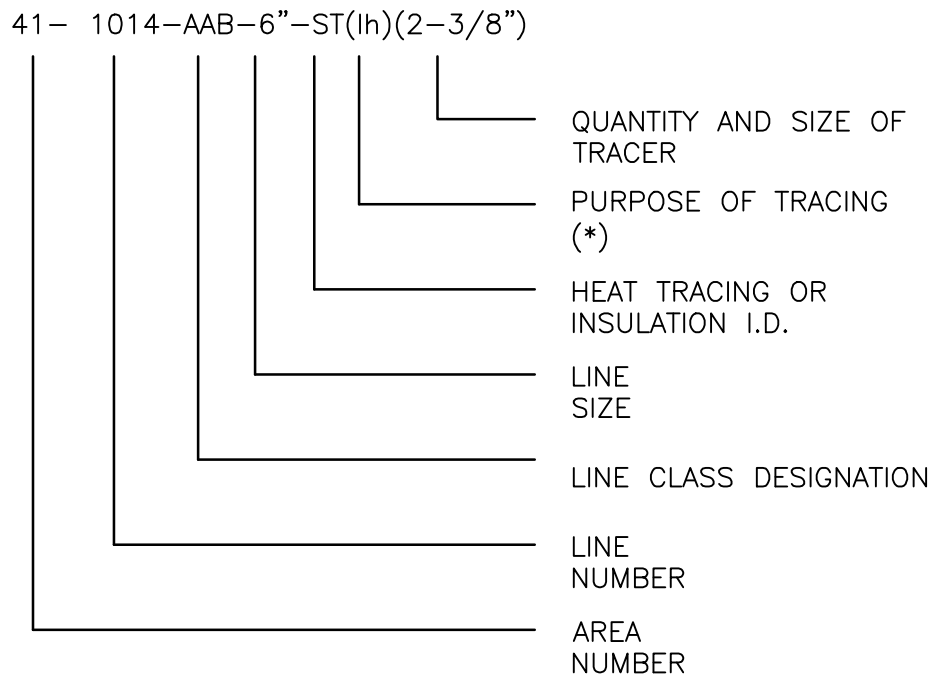 41- 1014-AAB-6"-ST(Ih)(2-3/8")
QUANTITY AND SIZE OF
TRACER
PURPOSE OF TRACING
(*)
HEAT TRACING OR
INSULATION I.D.
LINE
SIZE
LINE CLASS DESIGNATION
LINE
NUMBER
AREA
NUMBER